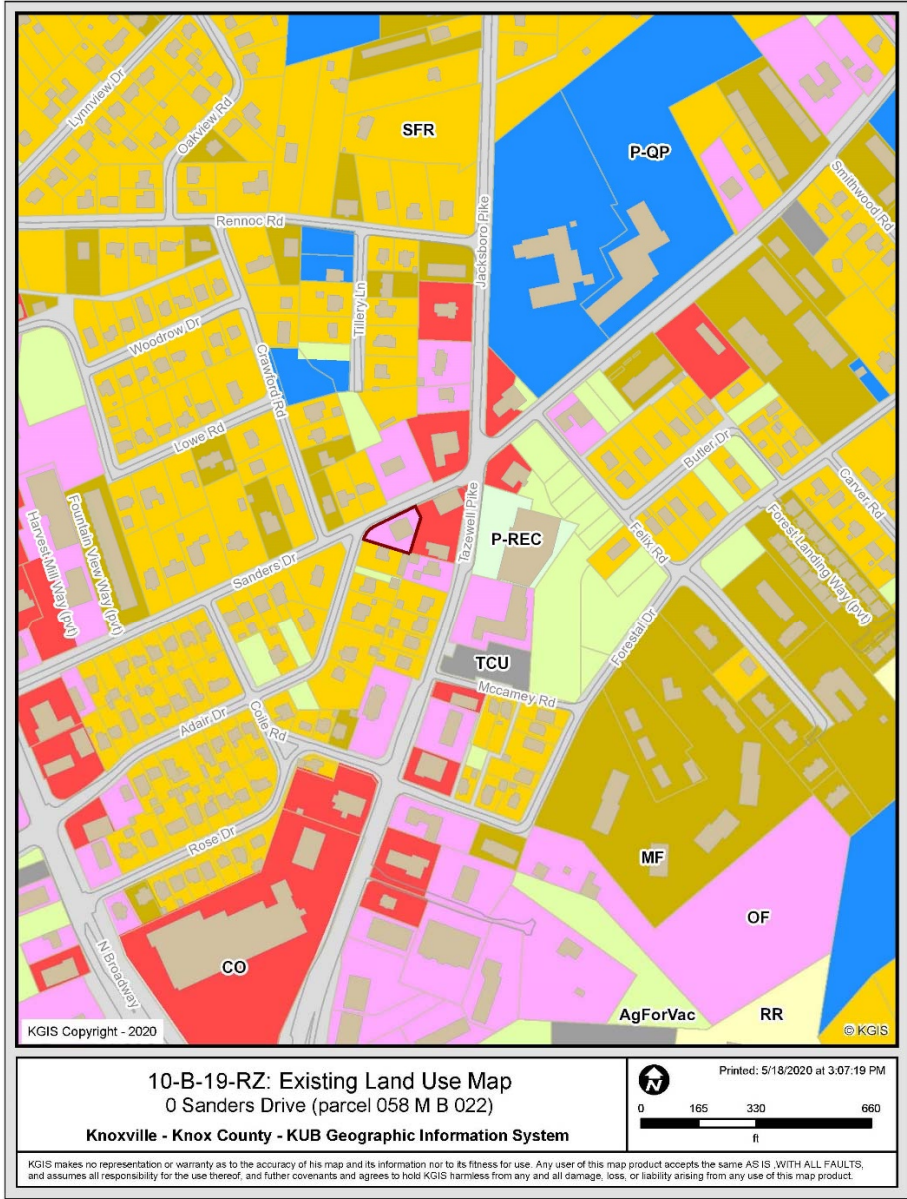 Lynnview Dr
Oakview Rd
SFR
Jacksboro Pike
P-QP
Smithwood Rd
Rennoc Rd
Tillery Ln
Woodrow Dr
Crawford Rd
Lowe Rd
Butler Dr
Carver Rd
Fountain View Way (pvt)
Harvest Mill Way (pvt)
Sanders Dr
Tazewell Pike
P-REC
Felix Rd
Forest Landing Way (pvt)
Forestal Dr
TCU
Mccamey Rd
Adair Dr
Coile Rd
Rose Dr
MF
OF
N Broadway
CO
AgForVac
RR
KGIS Copyright - 2020
© KGIS
10-B-19-RZ: Existing Land Use Map
0 Sanders Drive (parcel 058 M B 022)
Knoxville - Knox County - KUB Geographic Information System
N
Printed: 5/18/2020 at 3:07:19 PM
0 165 330 660
ft
KGIS makes no representation or warranty as to the accuracy of his map and its information nor to its fitness for use. Any user of this map product accepts the same AS IS ,WITH ALL FAULTS,
and assumes all responsibility for the use thereof, and futher covenants and agrees to hold KGIS harmless from any and all damage, loss, or liability arising from any use of this map product.